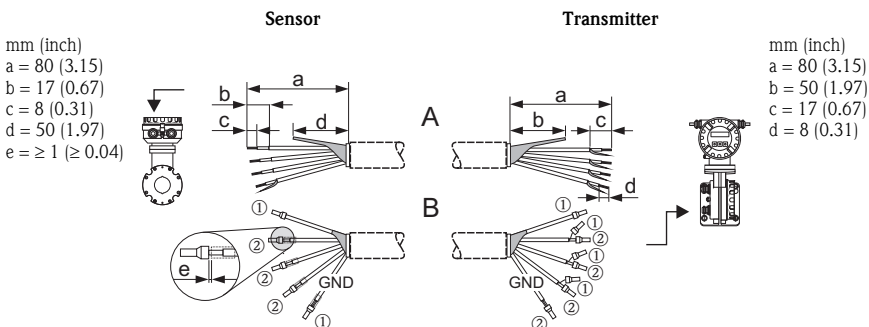 Sensor
Transmitter
mm (inch)
a = 80 (3.15)
b = 17 (0.67)
c = 8 (0.31)
d = 50 (1.97)
e = ≥ 1 (≥ 0.04)
a
b
c
d
A
a
b
c
d
mm (inch)
a = 80 (3.15)
b = 50 (1.97)
c = 17 (0.67)
d = 8 (0.31)
B
①
②
e
②
②
GND
①
①
①
②
①
②
①
②
GND
②